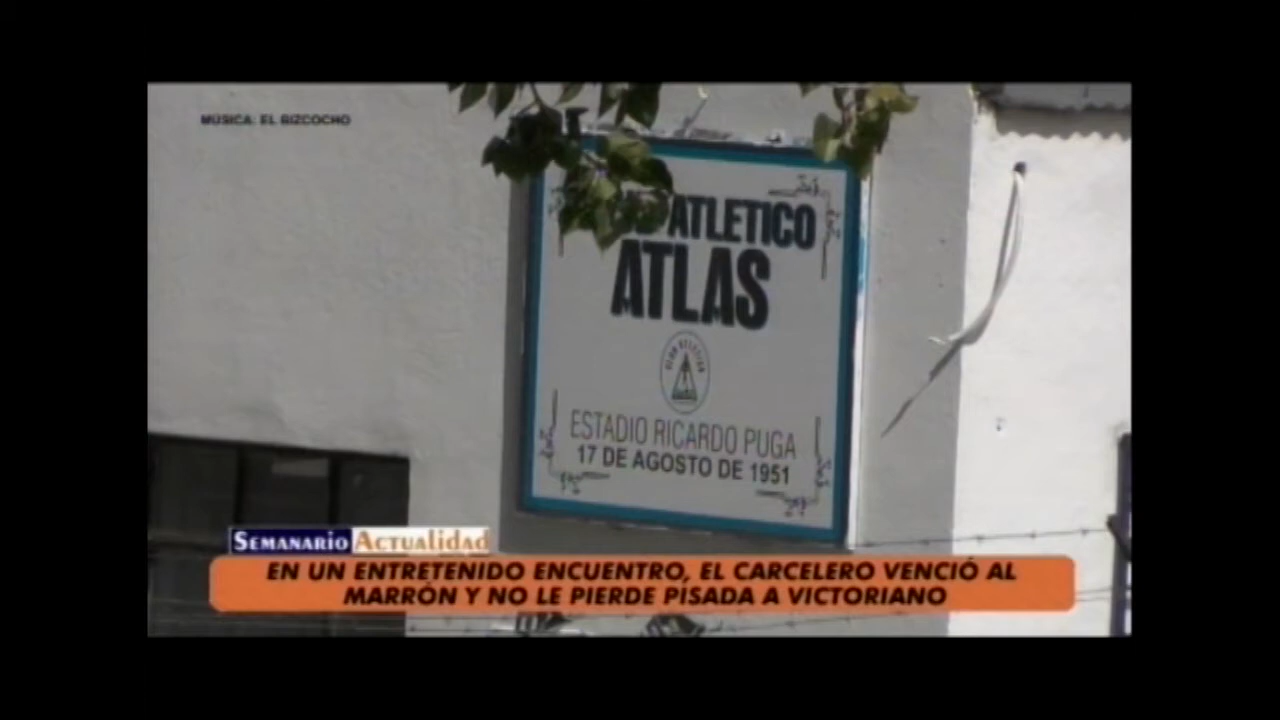 MÚSICA: EL BIZCOCHO
ATLETICO
ATLAS
ESTADIO RICARDO PUGA
17 DE AGOSTO DE 1951
SEMANARIO ACTUALIDAD
EN UN ENTRETENIDO ENCUENTRO, EL CARCELERO VENCIÓ AL
MARRÓN Y NO LE PIERDE PISADA A VICTORIANO